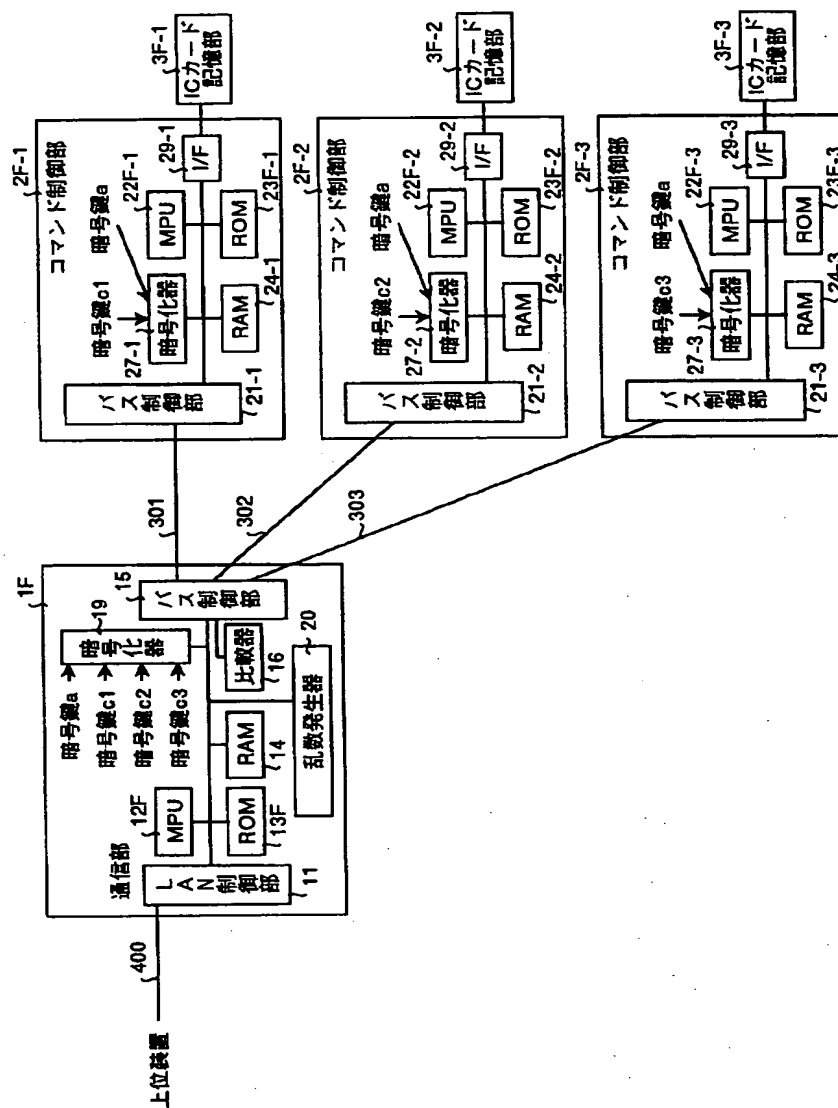 上位装置
400
1F
通信部
LAN制御部
11
12F
MPU
ROM
13F
RAM
14
暗号鍵a
暗号鍵c1
暗号鍵c2
暗号鍵c3
19
暗号化器
15
バス制御部
比較器
16
20
乱数発生器
301
302
303
2F-1
コマンド制御部
バス制御部
21-1
暗号鍵c1
暗号鍵a
27-1
暗号化器
22F-1
MPU
RAM
24-1
ROM
23F-1
29-1
I/F
3F-1
ICカード
記憶部
2F-2
コマンド制御部
バス制御部
21-2
暗号鍵c2
暗号鍵a
27-2
暗号化器
22F-2
MPU
RAM
24-2
ROM
23F-2
29-2
I/F
3F-2
ICカード
記憶部
2F-3
コマンド制御部
バス制御部
21-3
暗号鍵c3
暗号鍵a
27-3
暗号化器
22F-3
MPU
RAM
24-3
ROM
23F-3
29-3
I/F
3F-3
ICカード
記憶部